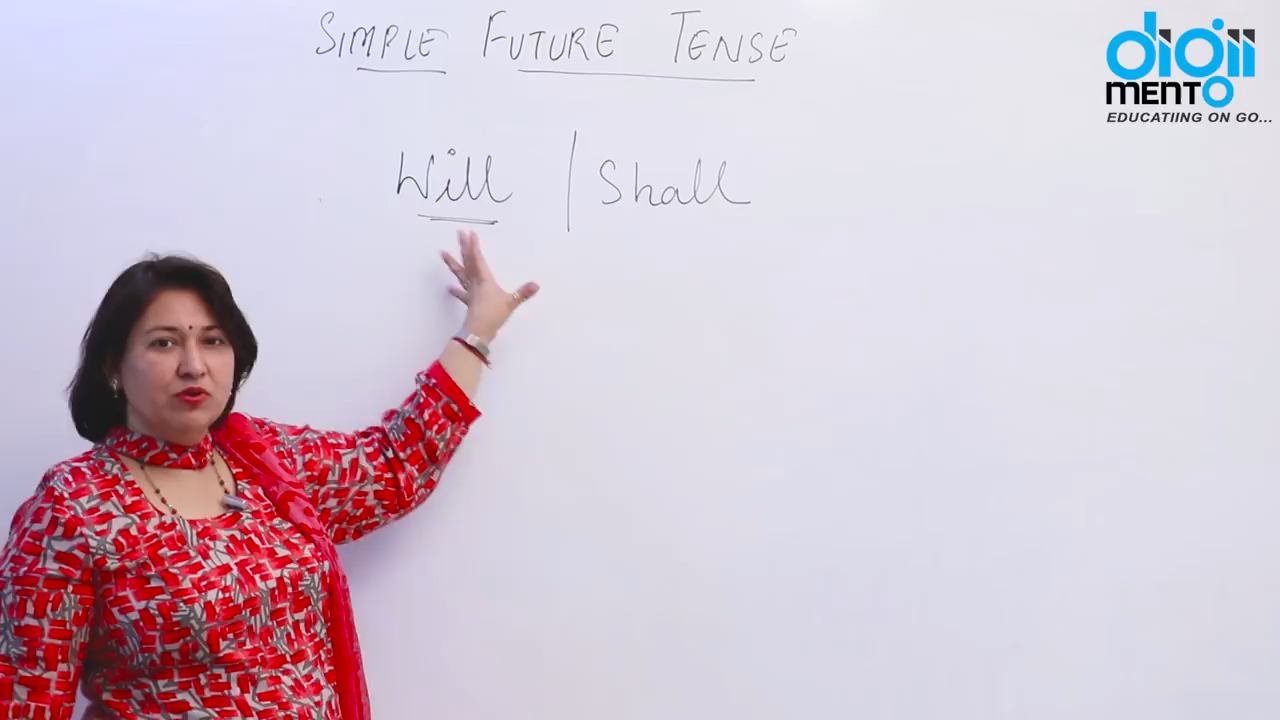 SIMPLE FUTURE TENSE
Will / Shall
digii
MENTO
EDUCATIING ON GO...